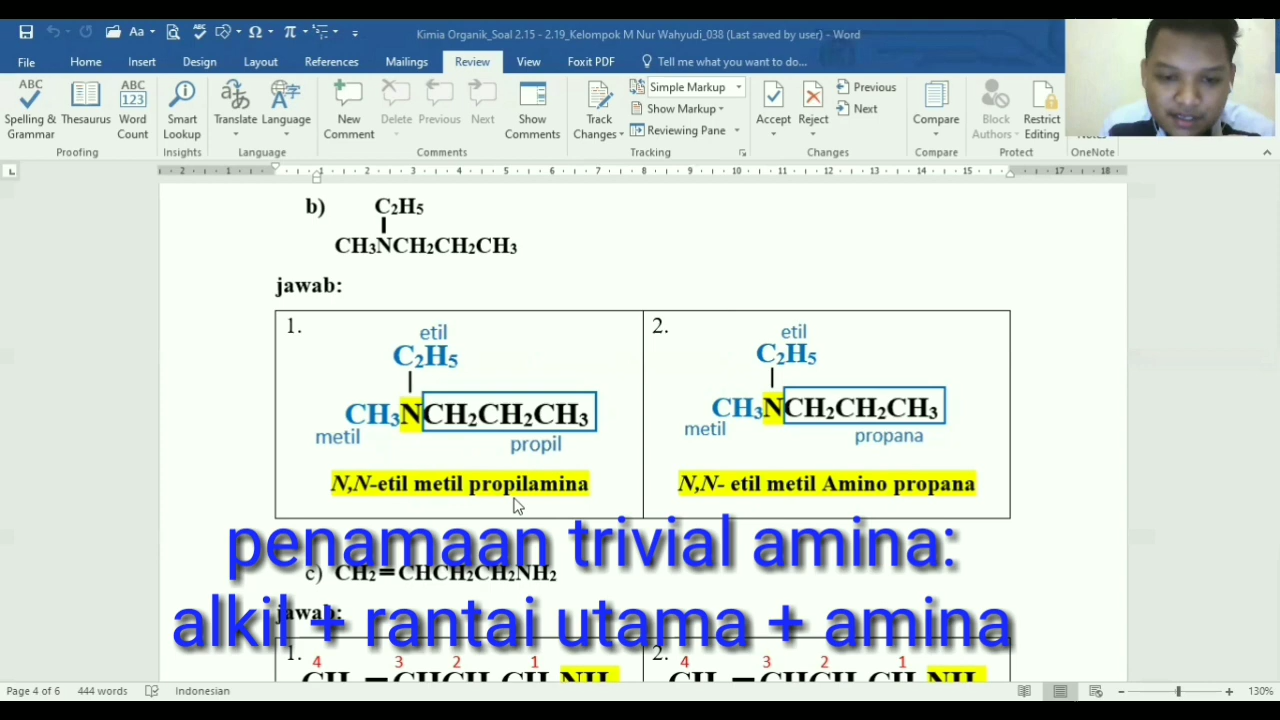 Kimia Organik_Soal 2.15 - 2.19_Kelompok M Nur Wahyudi_038 (Last saved by user) - Word
File Home Insert Design Layout References Mailings Review View Foxit PDF Tell me what you want to do...
Spelling & Grammar
Thesaurus
Word Count
Proofing
Smart Lookup
Insights
Translate
Language
Language
New Comment
Delete
Previous
Next
Show Comments
Comments
Track Changes
Simple Markup
Show Markup
Reviewing Pane
Tracking
Accept
Reject
Previous
Next
Changes
Compare
Compare
Block Authors
Restrict Editing
Protect
OneNote
b) C2H5
CH3NCH2CH2CH3
jawab:
1.
etil
C2H5
CH3NCH2CH2CH3
metil
propil
N,N-etil metil propilamina
2.
etil
C2H5
CH3NCH2CH2CH3
metil
propana
N,N- etil metil Amino propana
penamaan trivial amina:
c) CH2=CHCH2CH2NH2
alkil + rantai utama + amina
jawab:
1.
4 3 2 1
CH2=CHCH2CH2NH2
2.
4 3 2 1
CH2=CHCH2CH2NH2
Page 4 of 6 444 words Indonesian 130%